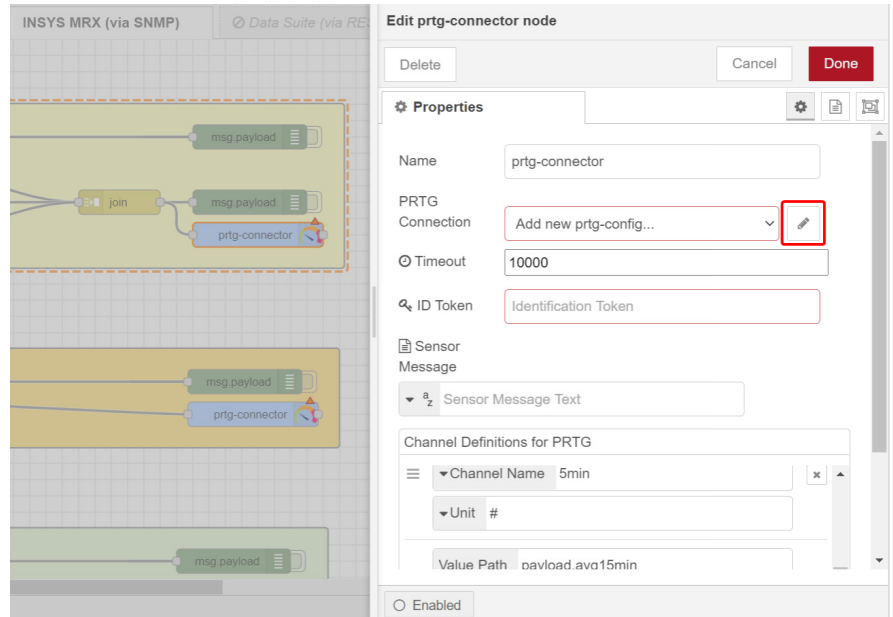 INSYS MRX (via SNMP)
Data Suite (via RES
msg.payload
join
msg.payload
prtg-connector
msg.payload
prtg-connector
msg.payload
Edit prtg-connector node
Delete
Cancel
Done
Properties
Name
prtg-connector
PRTG
Connection
Add new prtg-config...
Timeout
10000
ID Token
Identification Token
Sensor
Message
a
z
Sensor Message Text
Channel Definitions for PRTG
Channel Name
5min
Unit
#
Value Path
payload.avg15min
Enabled